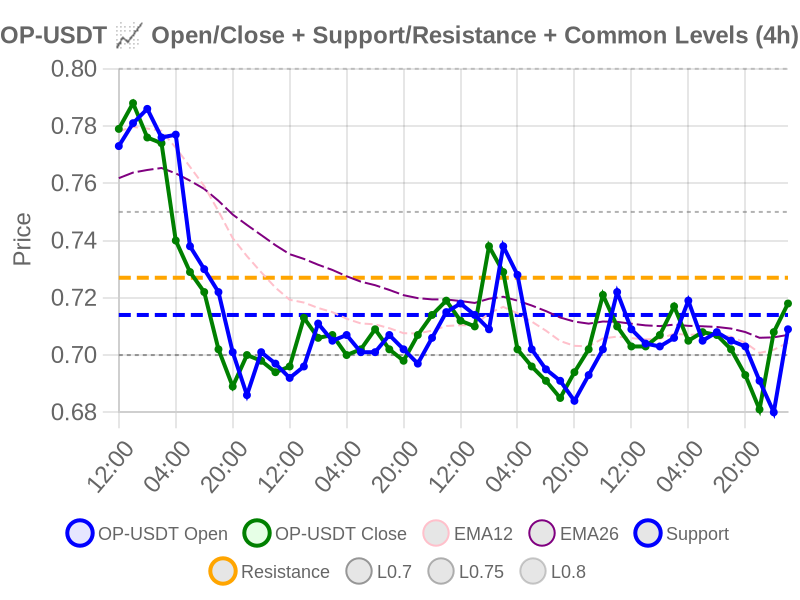 OP-USDT 📈 Open/Close + Support/Resistance + Common Levels (4h)
0.80
0.78
0.76
0.74
0.72
0.70
0.68
Price
12:00 04:00 20:00 12:00 04:00 20:00 12:00 04:00 20:00 12:00 04:00 20:00
OP-USDT Open OP-USDT Close EMA12 EMA26 Support
Resistance L0.7 L0.75 L0.8